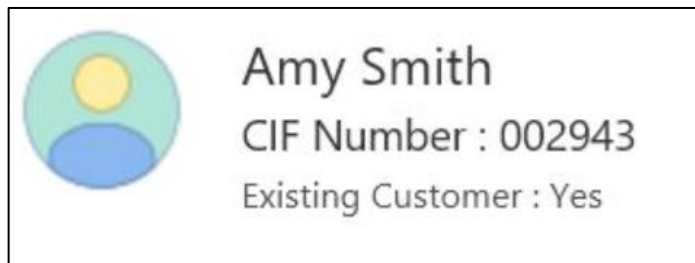 Amy Smith
CIF Number : 002943
Existing Customer : Yes